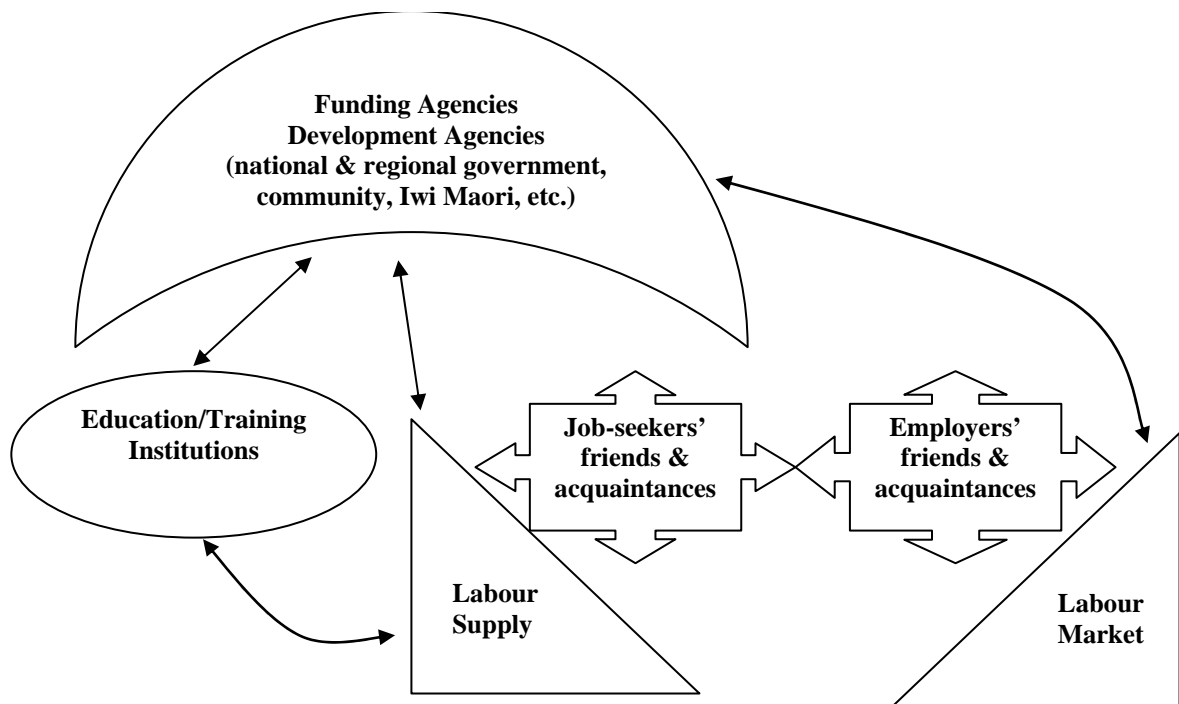 Funding Agencies
Development Agencies
(national & regional government,
community, Iwi Maori, etc.)
Education/Training
Institutions
Job-seekers’
friends &
acquaintances
Employers’
friends &
acquaintances
Labour
Supply
Labour
Market